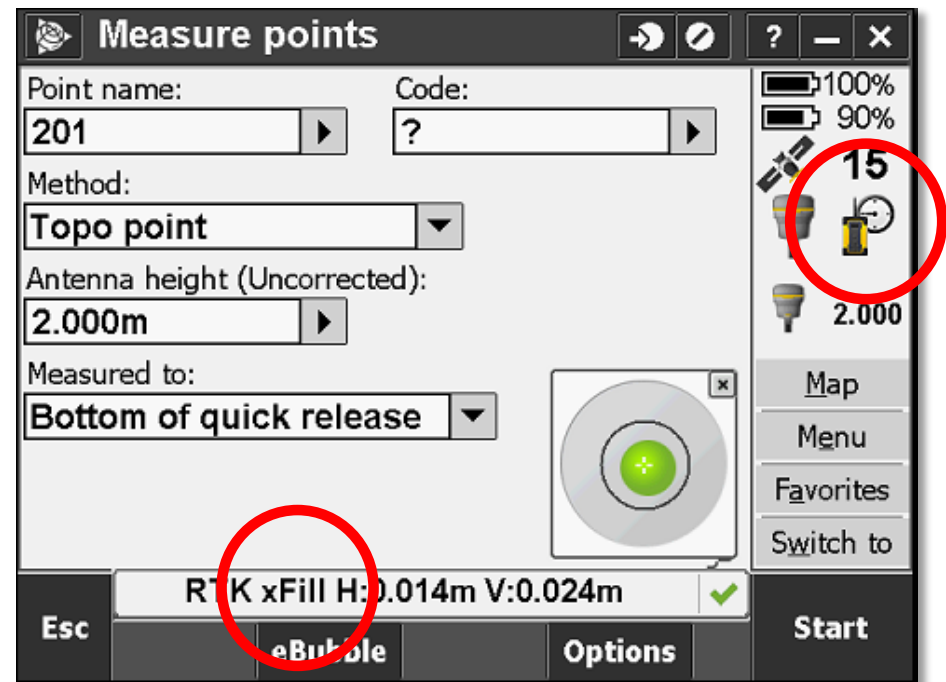 Measure points
? – ×
Point name: Code:
100%
201 ?
90%
15
Method:
Topo point
Antenna height (Uncorrected):
2.000m
2.000
Measured to:
Map
Bottom of quick release
Menu
Favorites
Switch to
RTK xFill H:0.014m V:0.024m
Esc
Start
eBubble Options